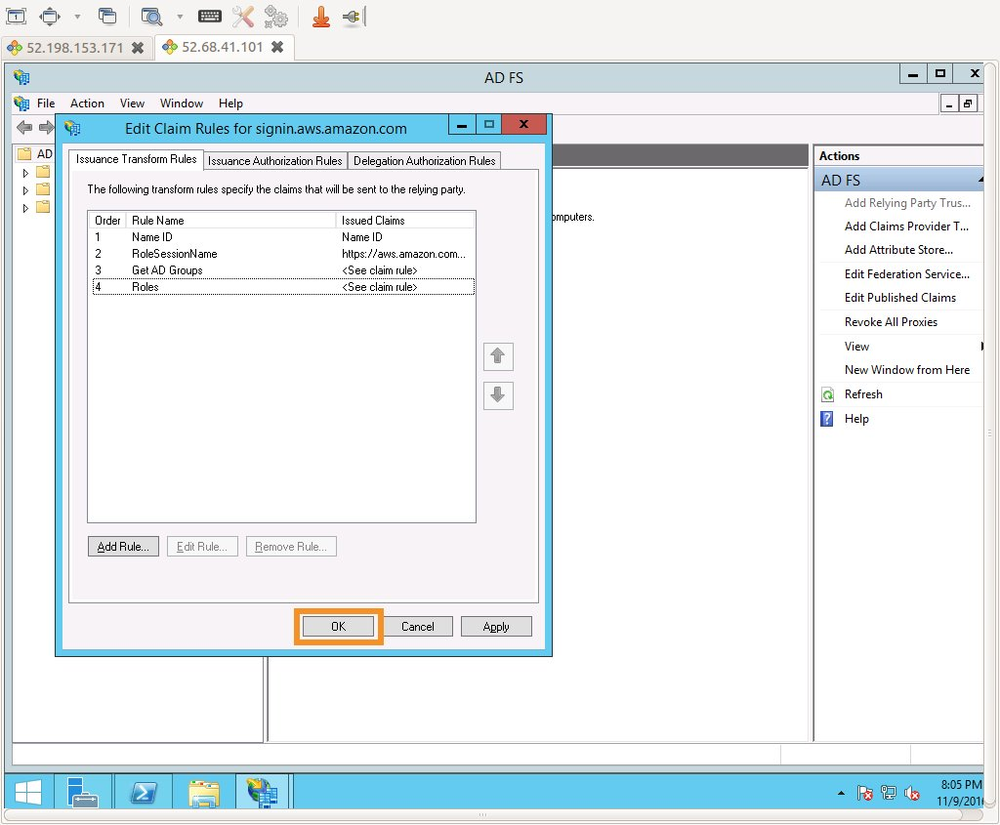 52.198.153.171
52.68.41.101
AD FS
File Action View Window Help
Edit Claim Rules for signin.aws.amazon.com
AD
Issuance Transform Rules Issuance Authorization Rules Delegation Authorization Rules
The following transform rules specify the claims that will be sent to the relying party.
Order Rule Name Issued Claims
1 Name ID Name ID
2 RoleSessionName https://aws.amazon.com...
3 Get AD Groups <See claim rule>
4 Roles <See claim rule>
Add Rule... Edit Rule... Remove Rule...
OK Cancel Apply
omputers.
Actions
AD FS
Add Relying Party Trus...
Add Claims Provider T...
Add Attribute Store...
Edit Federation Service...
Edit Published Claims
Revoke All Proxies
View
New Window from Here
Refresh
Help
8:05 PM
11/9/201